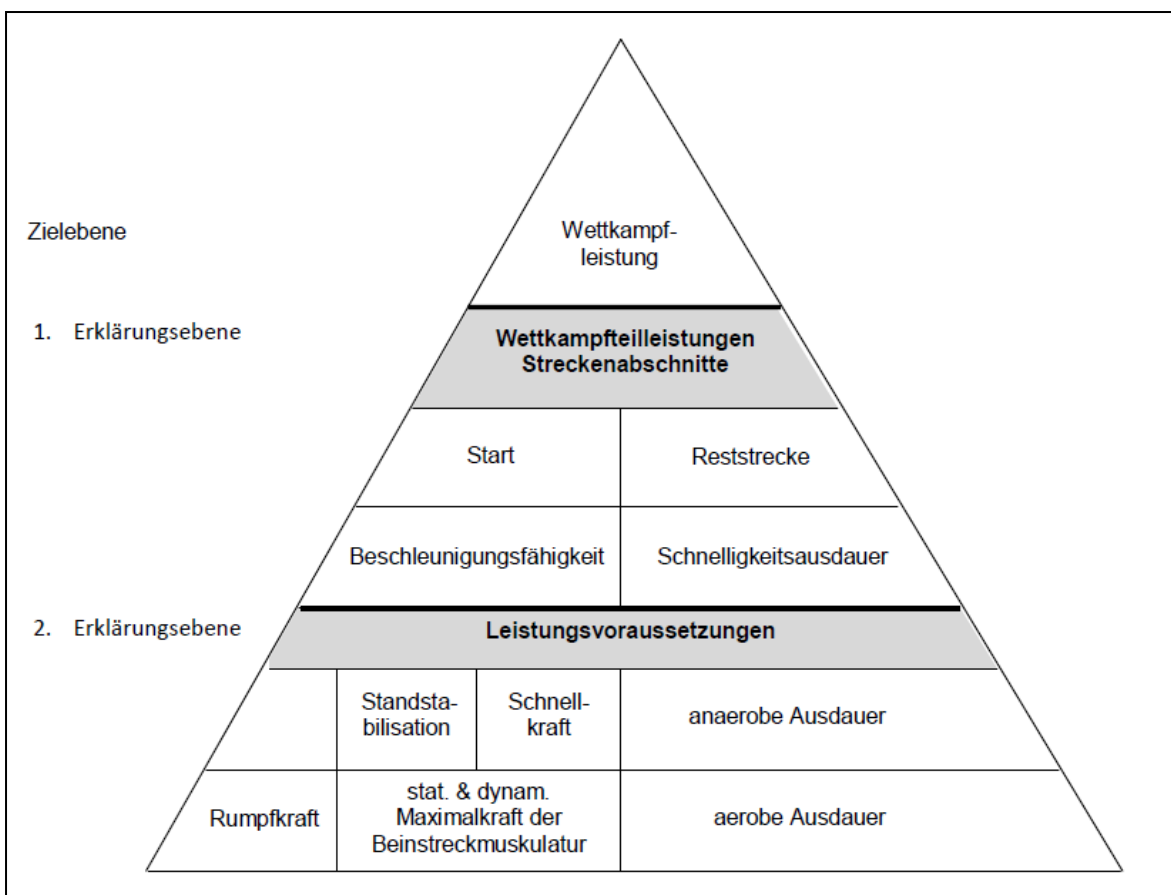 Wettkampf-
leistung
Zielebene
1. Erklärungsebene
Wettkampfteilleistungen
Streckenabschnitte
Start
Reststrecke
Beschleunigungsfähigkeit
Schnelligkeitsausdauer
2. Erklärungsebene
Leistungsvoraussetzungen
Standsta-
bilisation
Schnell-
kraft
anaerobe Ausdauer
Rumpfkraft
stat. & dynam.
Maximalkraft der
Beinstreckmuskulatur
aerobe Ausdauer